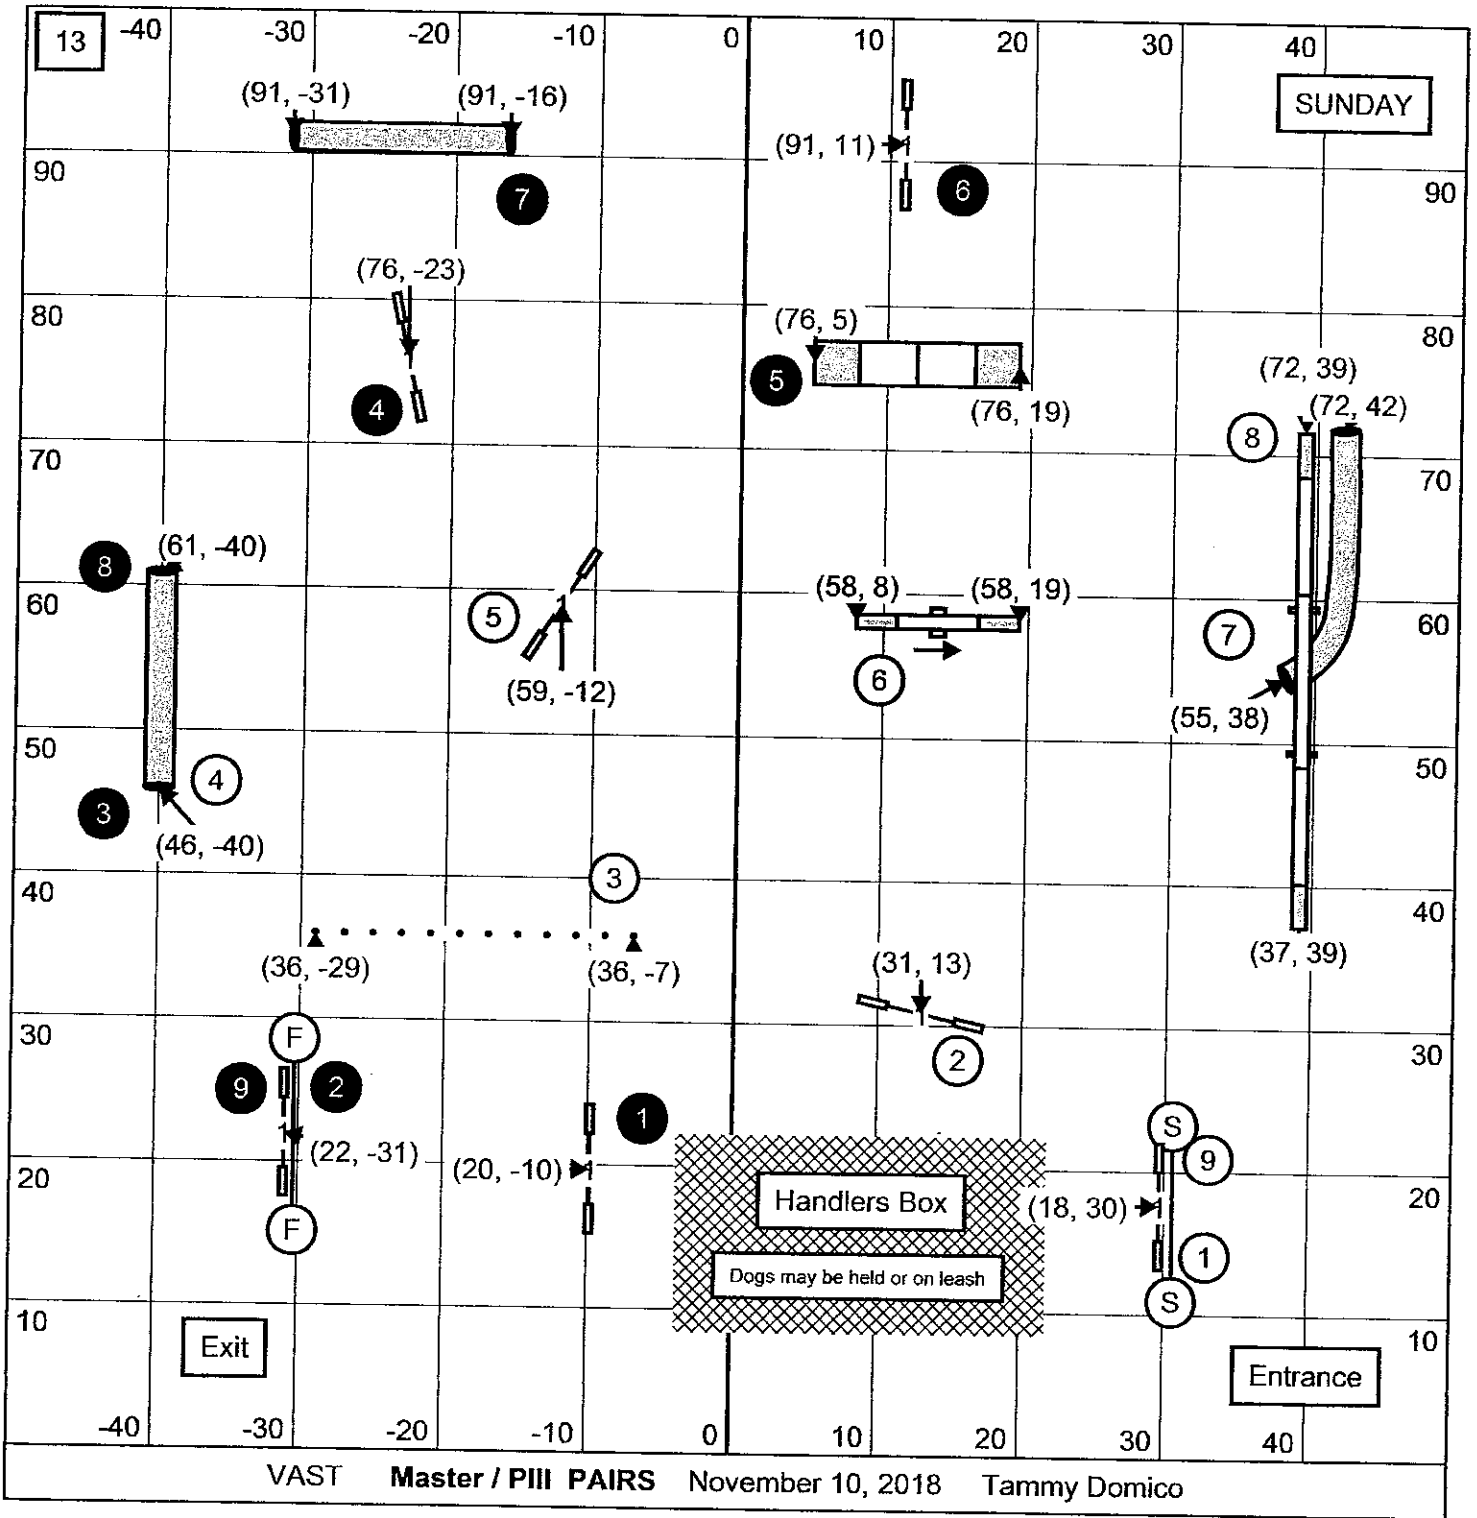 13
-40 -30 -20 -10 0 10 20 30 40
SUNDAY
(91, -31) (91, -16)
(91, 11)
90 90
7
6
(76, -23)
80 80
(76, 5)
5
4
(76, 19)
(72, 39)
(72, 42)
8
70 70
8 (61, -40)
60 60
5
(58, 8) (58, 19)
7
(59, -12)
6
(55, 38)
50 50
4
3
(46, -40)
3
40 40
(36, -29) (36, -7)
(31, 13)
(37, 39)
30 30
F
2
9 2
1
1
S
(22, -31)
(20, -10)
9
20 20
Handlers Box
(18, 30)
F
1
Dogs may be held or on leash
S
10 10
Exit
Entrance
-40 -30 -20 -10 0 10 20 30 40
VAST Master / PIII PAIRS November 10, 2018 Tammy Domico